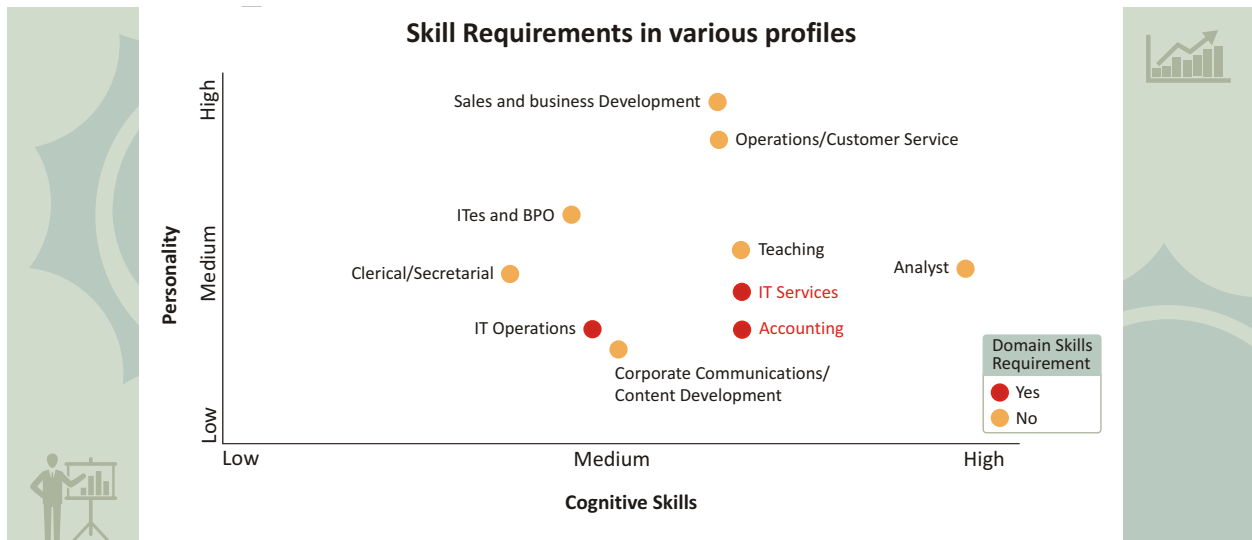 Skill Requirements in various profiles
High
Medium
Low
Personality
Sales and business Development
Operations/Customer Service
ITes and BPO
Teaching
Clerical/Secretarial
Analyst
IT Services
IT Operations
Accounting
Corporate Communications/
Content Development
Domain Skills
Requirement
Yes
No
Low
Medium
High
Cognitive Skills